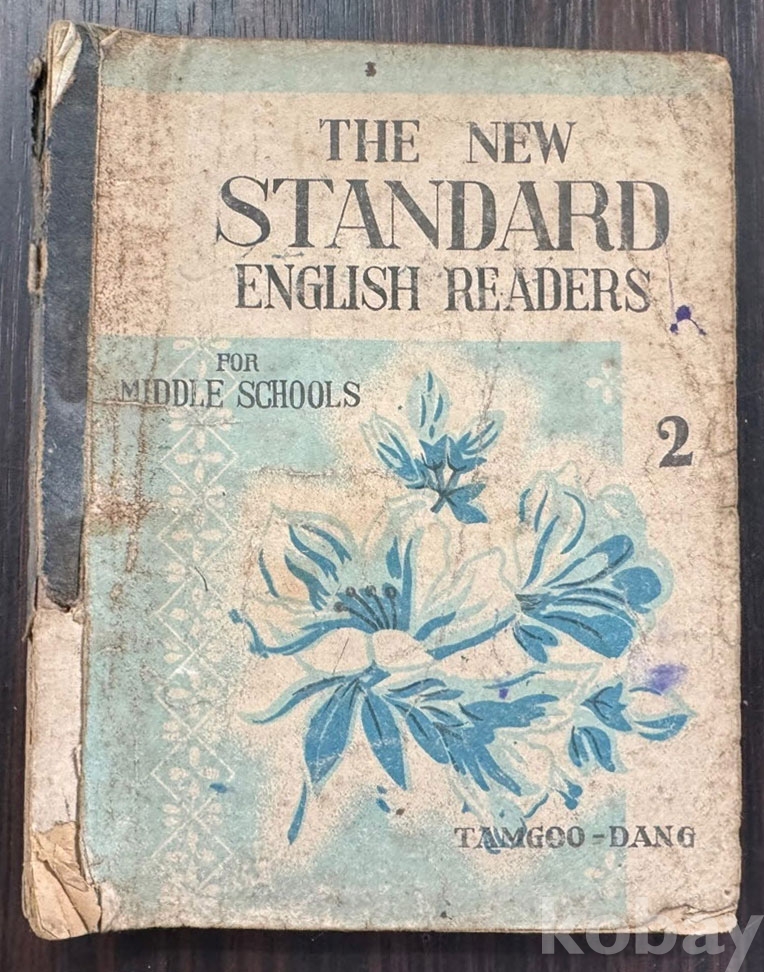 THE NEW
STANDARD
ENGLISH READERS
FOR
MIDDLE SCHOOLS
2
TAMGOO-DANG
kobay